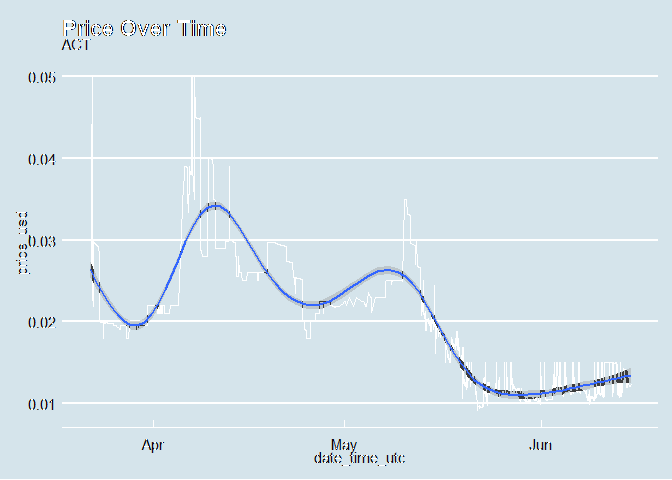 Price Over Time
ACT
0.05
0.04
0.03
0.02
0.01
price_usd
Apr
May
Jun
date_time_utc